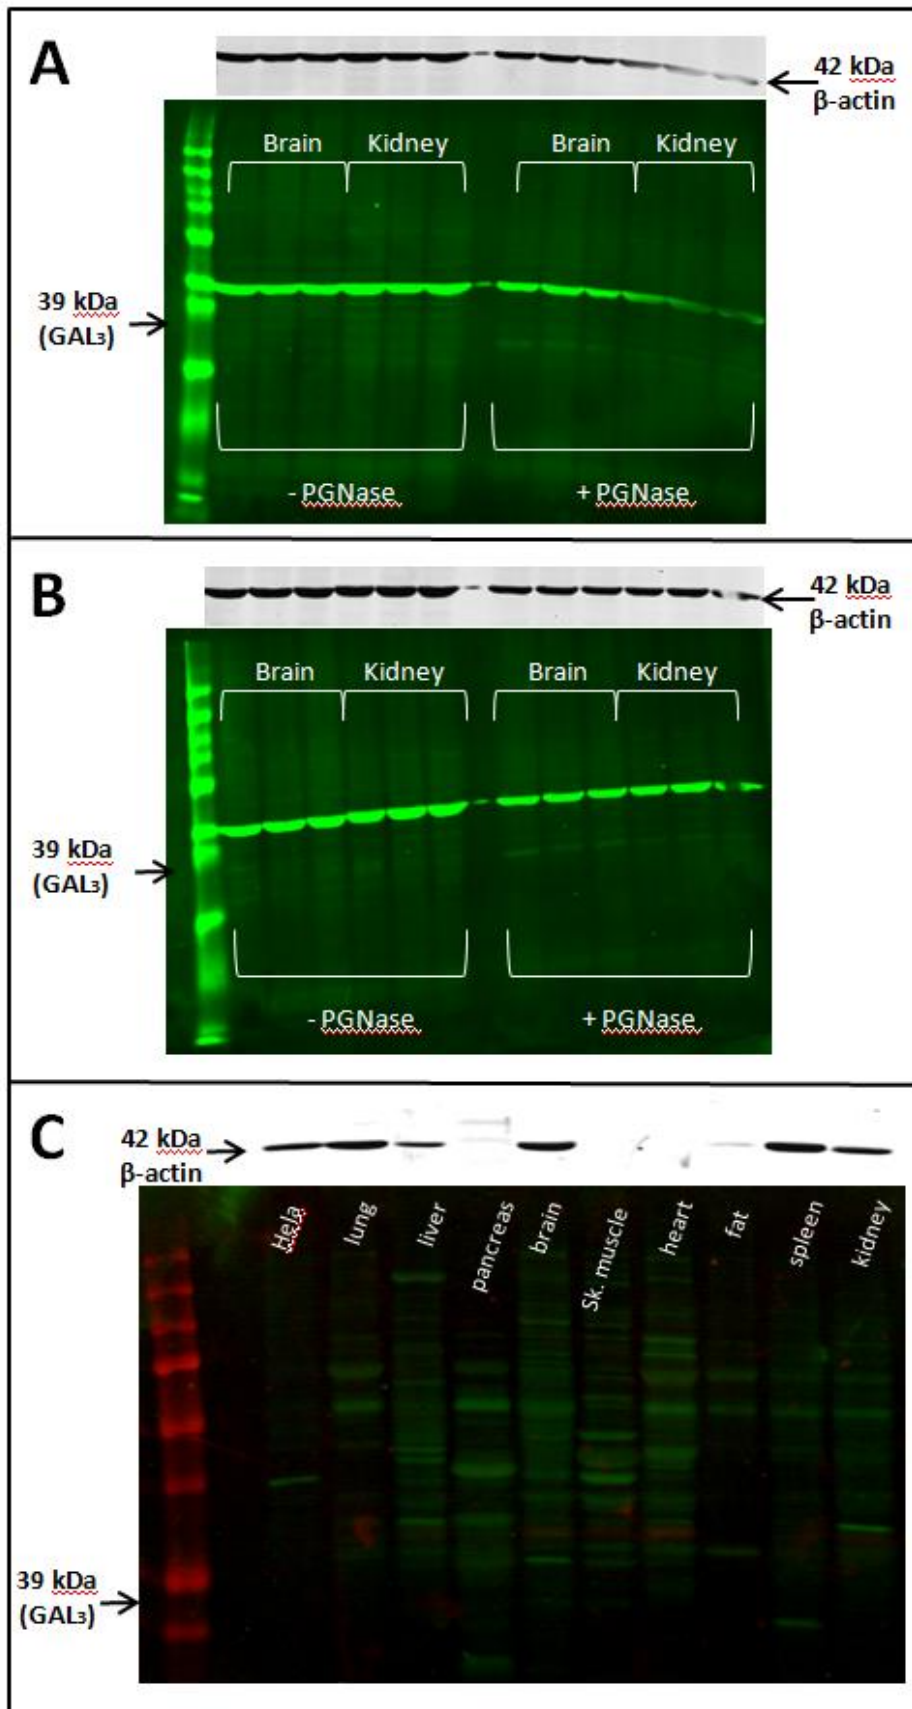 A
42 kDa
β-actin
Brain Kidney Brain Kidney
39 kDa
(GAL₃)
- PGNase + PGNase
B
42 kDa
β-actin
Brain Kidney Brain Kidney
39 kDa
(GAL₃)
- PGNase + PGNase
C
42 kDa
β-actin
Hela lung liver pancreas brain Sk. muscle heart fat spleen kidney
39 kDa
(GAL₃)